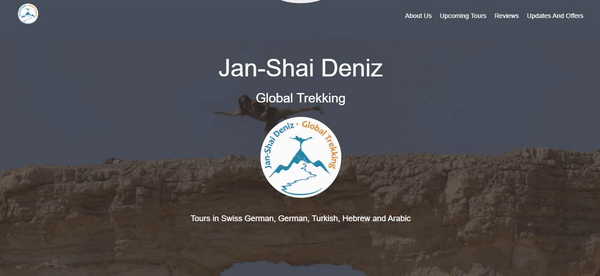 About Us Upcoming Tours Reviews Updates And Offers
Jan-Shai Deniz
Global Trekking
Jan-Shai Deniz · Global Trekking
Tours in Swiss German, German, Turkish, Hebrew and Arabic